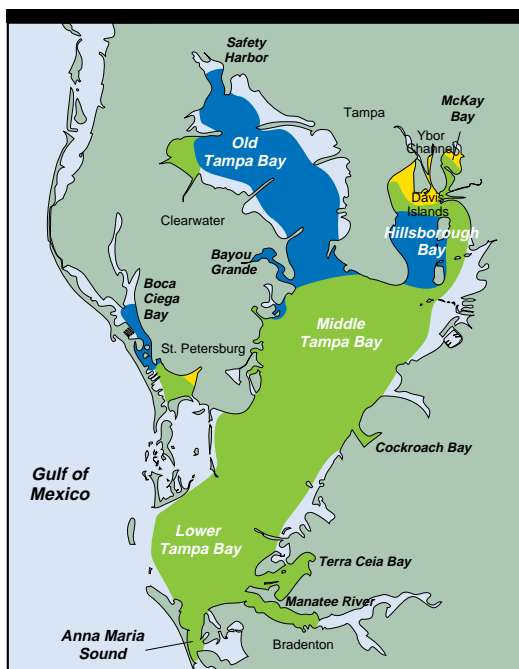 Safety
Harbor
McKay
Bay
Tampa
Ybor
Channel
Old
Tampa Bay
Davis
Islands
Clearwater
Hillsborough
Bay
Bayou
Grande
Boca
Ciega
Bay
Middle
Tampa Bay
St. Petersburg
Cockroach Bay
Gulf of
Mexico
Lower
Tampa Bay
Terra Ceia Bay
Manatee River
Anna Maria
Sound
Bradenton